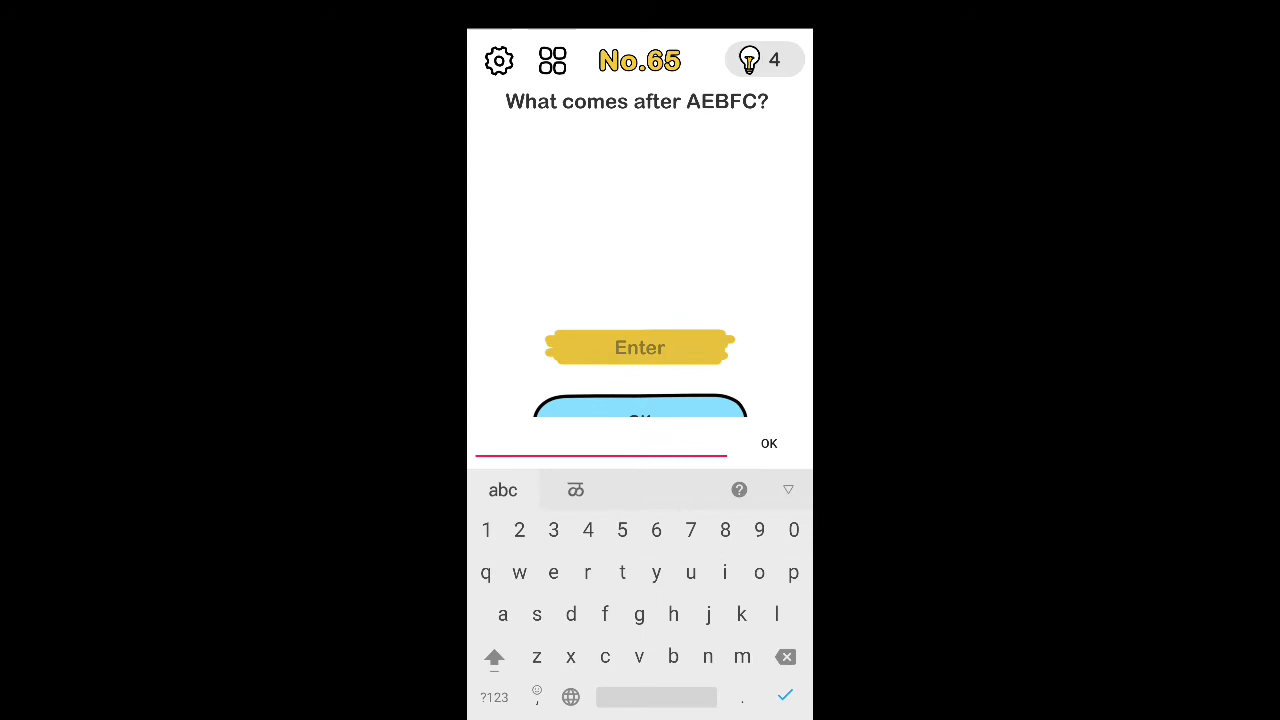 No.65
4
What comes after AEBFC?
Enter
OK
OK
abc
1 2 3 4 5 6 7 8 9 0
q w e r t y u i o p
a s d f g h j k l
z x c v b n m
?123 , .